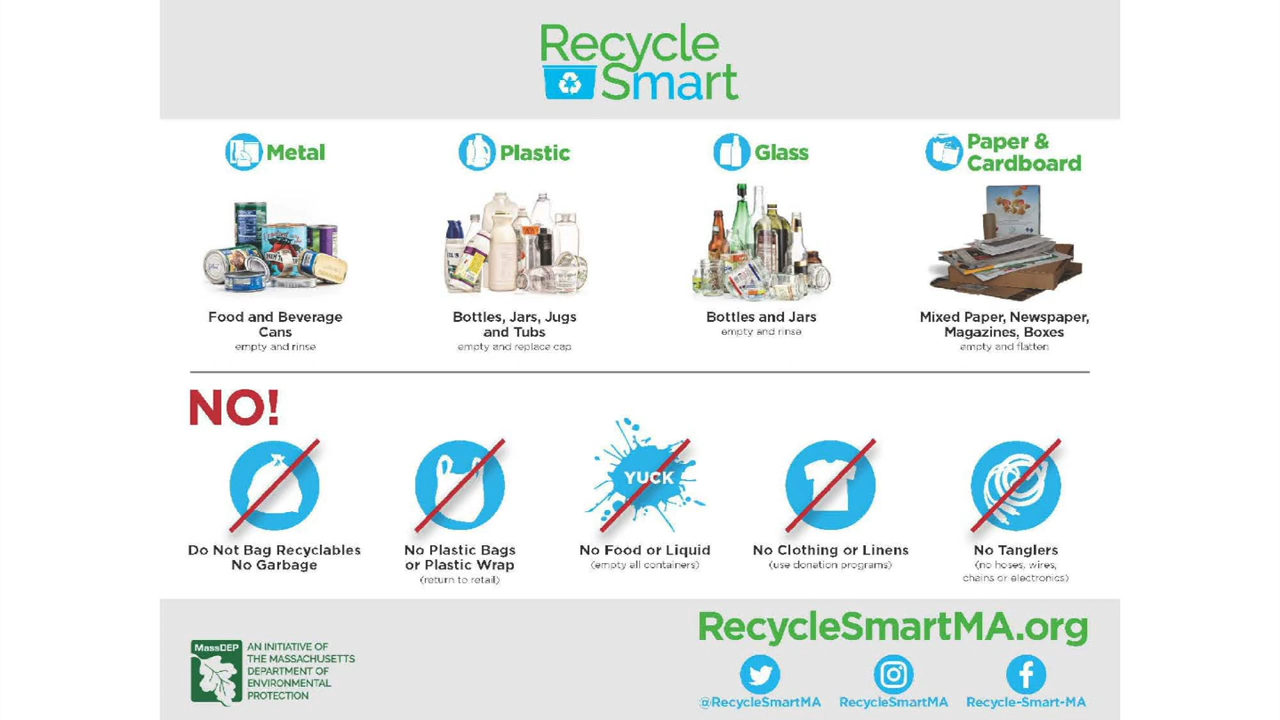 Recycle
Smart
Metal
Plastic
Glass
Paper &
Cardboard
Food and Beverage
Cans
empty and rinse
Bottles, Jars, Jugs
and Tubs
empty and replace cap
Bottles and Jars
empty and rinse
Mixed Paper, Newspaper,
Magazines, Boxes
empty and flatten
NO!
YUCK
Do Not Bag Recyclables
No Garbage
No Plastic Bags
or Plastic Wrap
(return to retail)
No Food or Liquid
(empty all containers)
No Clothing or Linens
(use donation programs)
No Tanglers
(no hoses, wires,
chains or electronics)
MassDEP
AN INITIATIVE OF
THE MASSACHUSETTS
DEPARTMENT OF
ENVIRONMENTAL
PROTECTION
RecycleSmartMA.org
@RecycleSmartMA
RecycleSmartMA
Recycle-Smart-MA